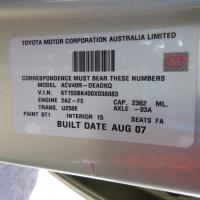 TOYOTA MOTOR CORPORATION AUSTRALIA LIMITED
CORRESPONDENCE MUST BEAR THESE NUMBERS
MODEL ACV40R-DEADKQ
V.I.N. 6T153BK400X038083
ENGINE 2AZ-FE CAP. 2362 ML.
TRANS. U250E AXLE -03A
PAINT 6T1 INTERIOR 15 SEATS FA
BUILT DATE AUG 07